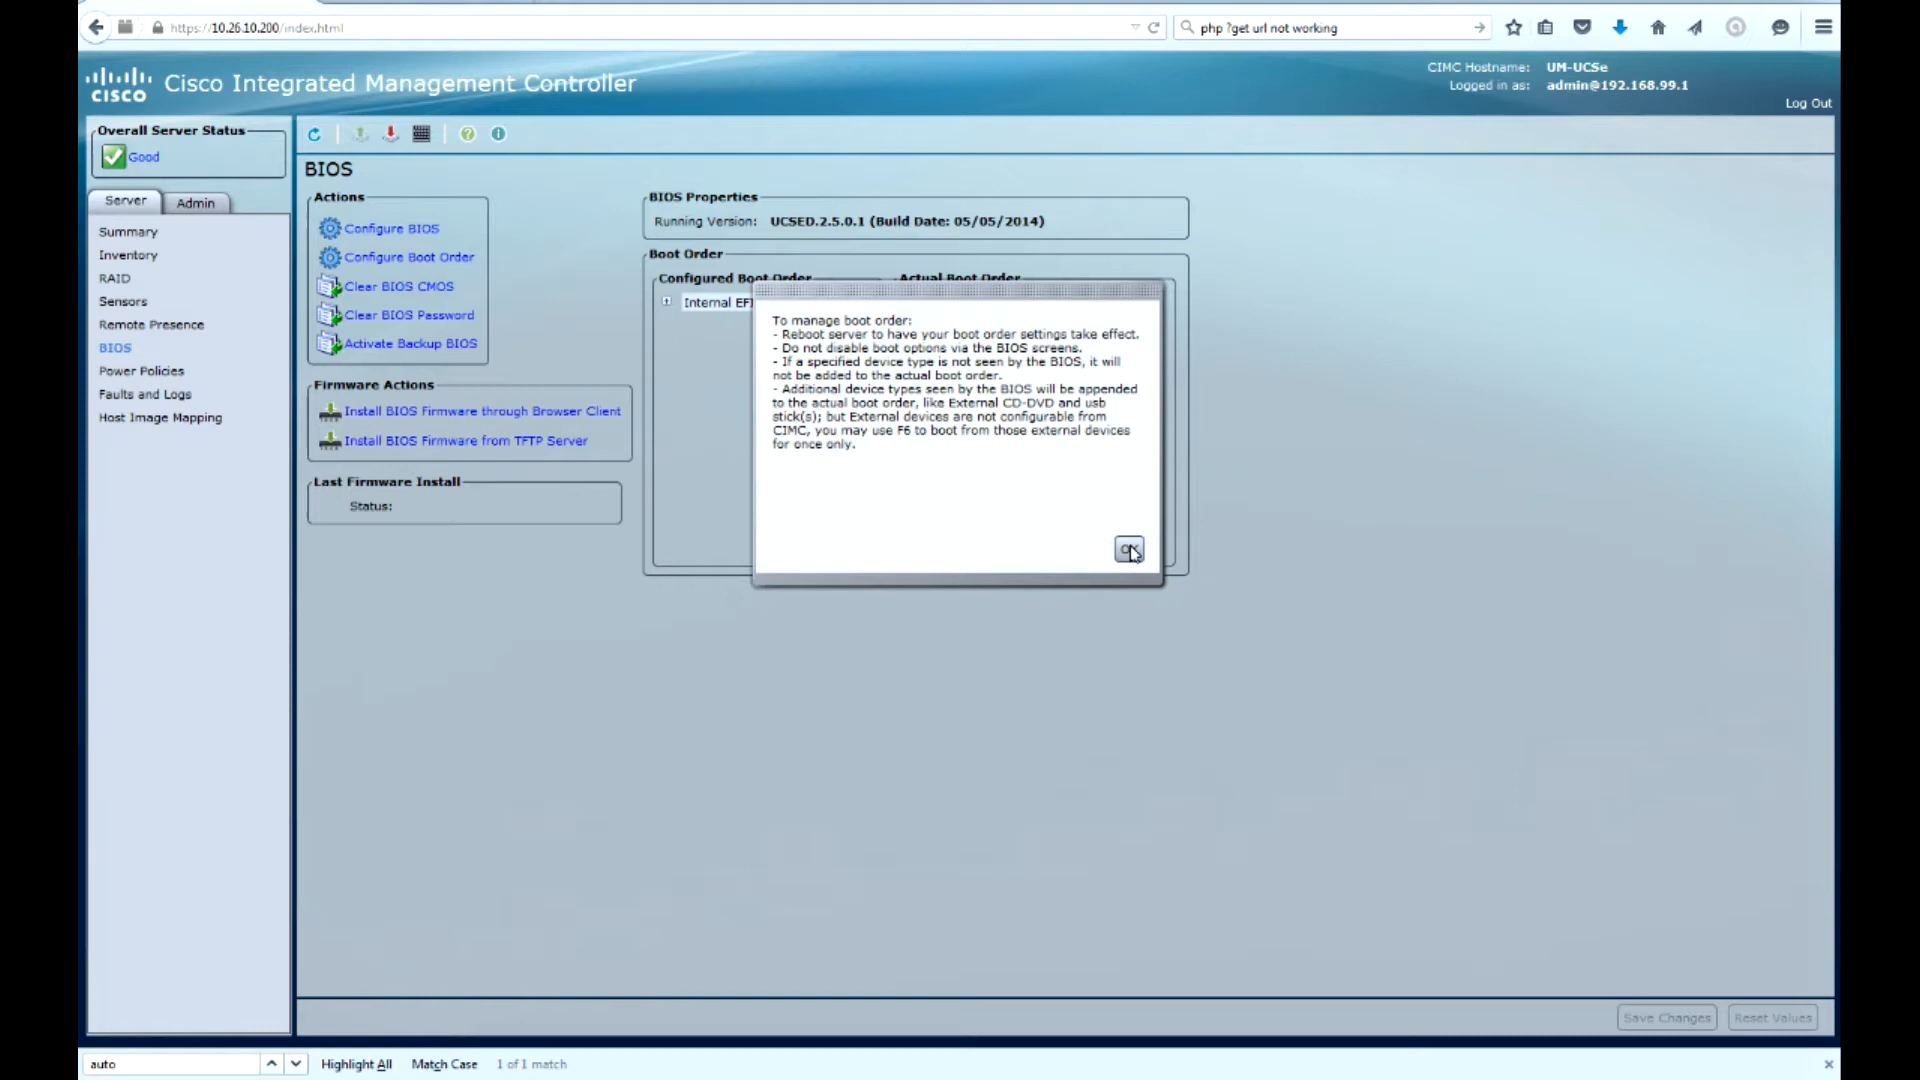 https://10.26.10.200/index.html
php ?get url not working
CISCO
Cisco Integrated Management Controller
CIMC Hostname: UM-UCSe
Logged in as: admin@192.168.99.1
Log Out
Overall Server Status
Good
Server
Admin
Summary
Inventory
RAID
Sensors
Remote Presence
BIOS
Power Policies
Faults and Logs
Host Image Mapping
BIOS
Actions
Configure BIOS
Configure Boot Order
Clear BIOS CMOS
Clear BIOS Password
Activate Backup BIOS
Firmware Actions
Install BIOS Firmware through Browser Client
Install BIOS Firmware from TFTP Server
Last Firmware Install
Status:
BIOS Properties
Running Version: UCSED.2.5.0.1 (Build Date: 05/05/2014)
Boot Order
Configured Boot Order
Actual Boot Order
Internal EFI
To manage boot order:
- Reboot server to have your boot order settings take effect.
- Do not disable boot options via the BIOS screens.
- If a specified device type is not seen by the BIOS, it will
not be added to the actual boot order.
- Additional device types seen by the BIOS will be appended
to the actual boot order, like External CD-DVD and usb
stick(s); but External devices are not configurable from
CIMC, you may use F6 to boot from those external devices
for once only.
OK
Save Changes
Reset Values
auto
Highlight All
Match Case
1 of 1 match